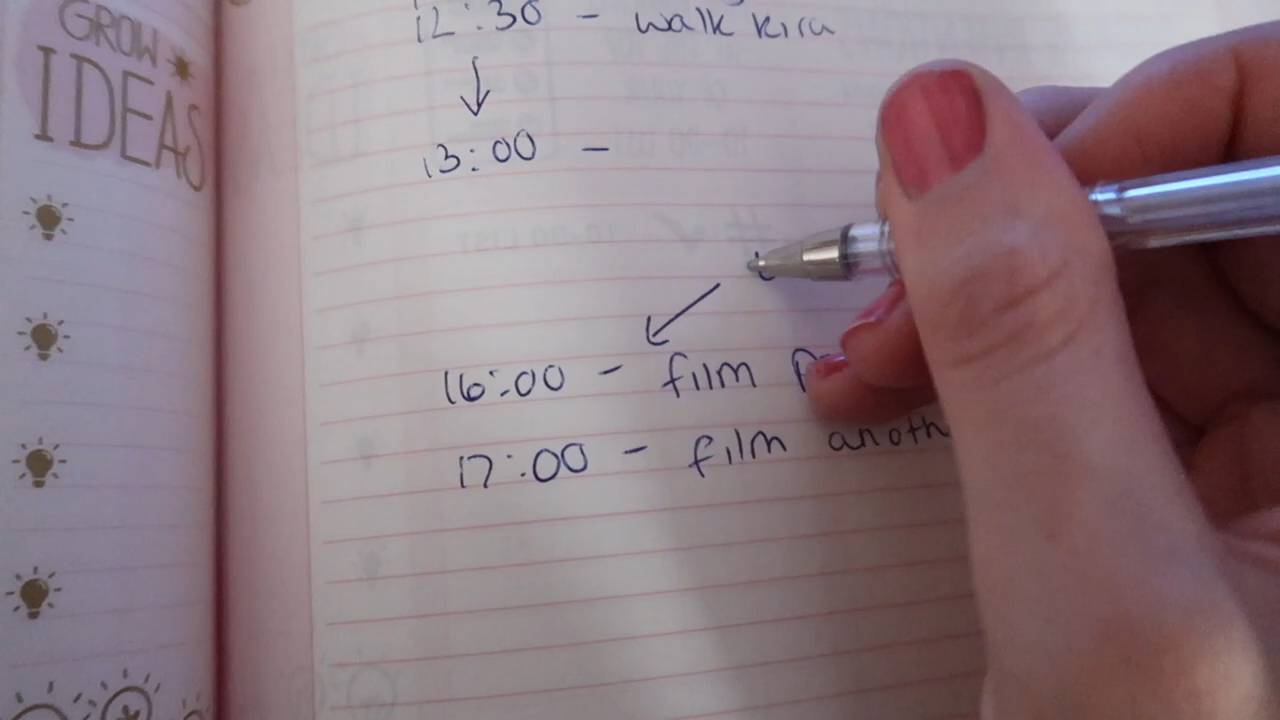 GROW
IDEAS
12:30 - walk kira
13:00 -
16:00 - film
17:00 - film anoth